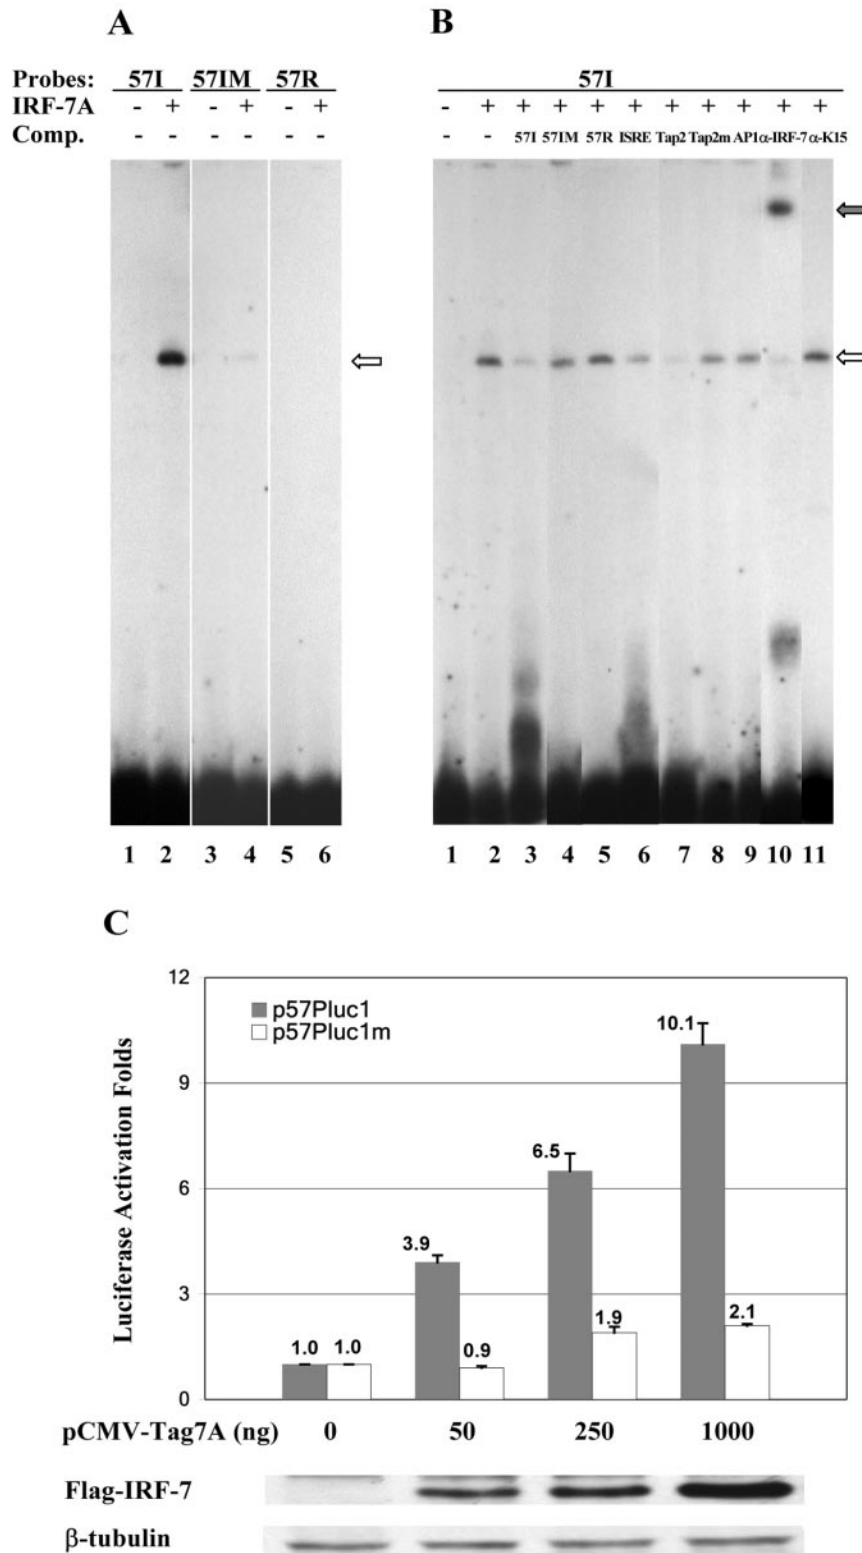 A
Probes: 57I 57IM 57R
IRF-7A - + - + - +
Comp. - - - - - -
1 2 3 4 5 6
B
57I
- + + + + + + + + + +
- - 57I 57IM 57R ISRE Tap2 Tap2m AP1 α-IRF-7 α-K15
1 2 3 4 5 6 7 8 9 10 11
C
Luciferase Activation Folds
12
9
6
3
0
p57Pluc1
p57Pluc1m
1.0 1.0 3.9 0.9 6.5 1.9 10.1 2.1
pCMV-Tag7A (ng) 0 50 250 1000
Flag-IRF-7
β-tubulin